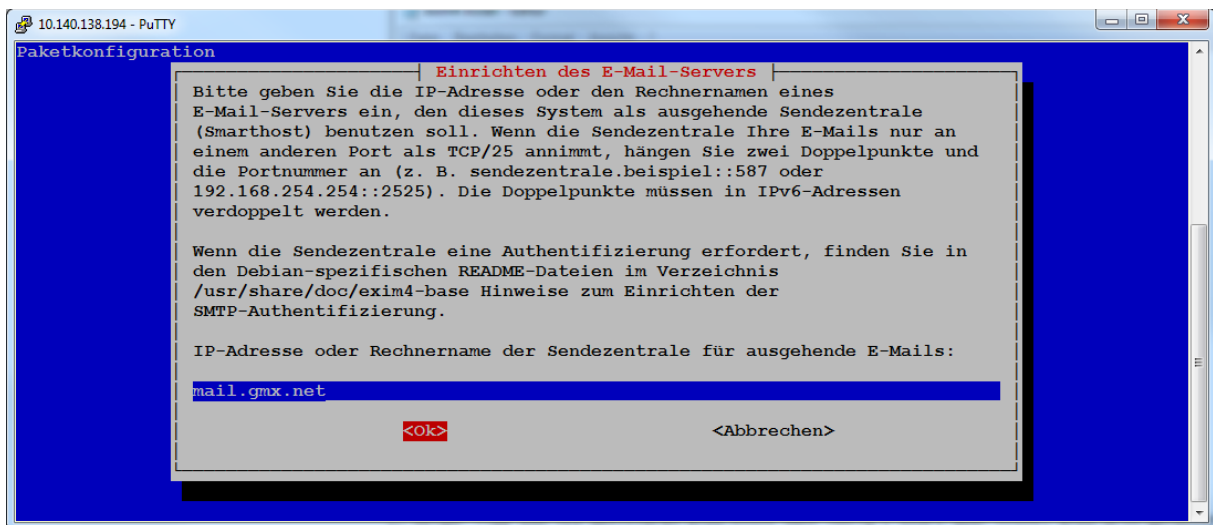 10.140.138.194 - PuTTY
Paketkonfiguration
Einrichten des E-Mail-Servers
Bitte geben Sie die IP-Adresse oder den Rechnernamen eines
E-Mail-Servers ein, den dieses System als ausgehende Sendezentrale
(Smarthost) benutzen soll. Wenn die Sendezentrale Ihre E-Mails nur an
einem anderen Port als TCP/25 annimmt, hängen Sie zwei Doppelpunkte und
die Portnummer an (z. B. sendezentrale.beispiel::587 oder
192.168.254.254::2525). Die Doppelpunkte müssen in IPv6-Adressen
verdoppelt werden.
Wenn die Sendezentrale eine Authentifizierung erfordert, finden Sie in
den Debian-spezifischen README-Dateien im Verzeichnis
/usr/share/doc/exim4-base Hinweise zum Einrichten der
SMTP-Authentifizierung.
IP-Adresse oder Rechnername der Sendezentrale für ausgehende E-Mails:
mail.gmx.net
<Ok> <Abbrechen>